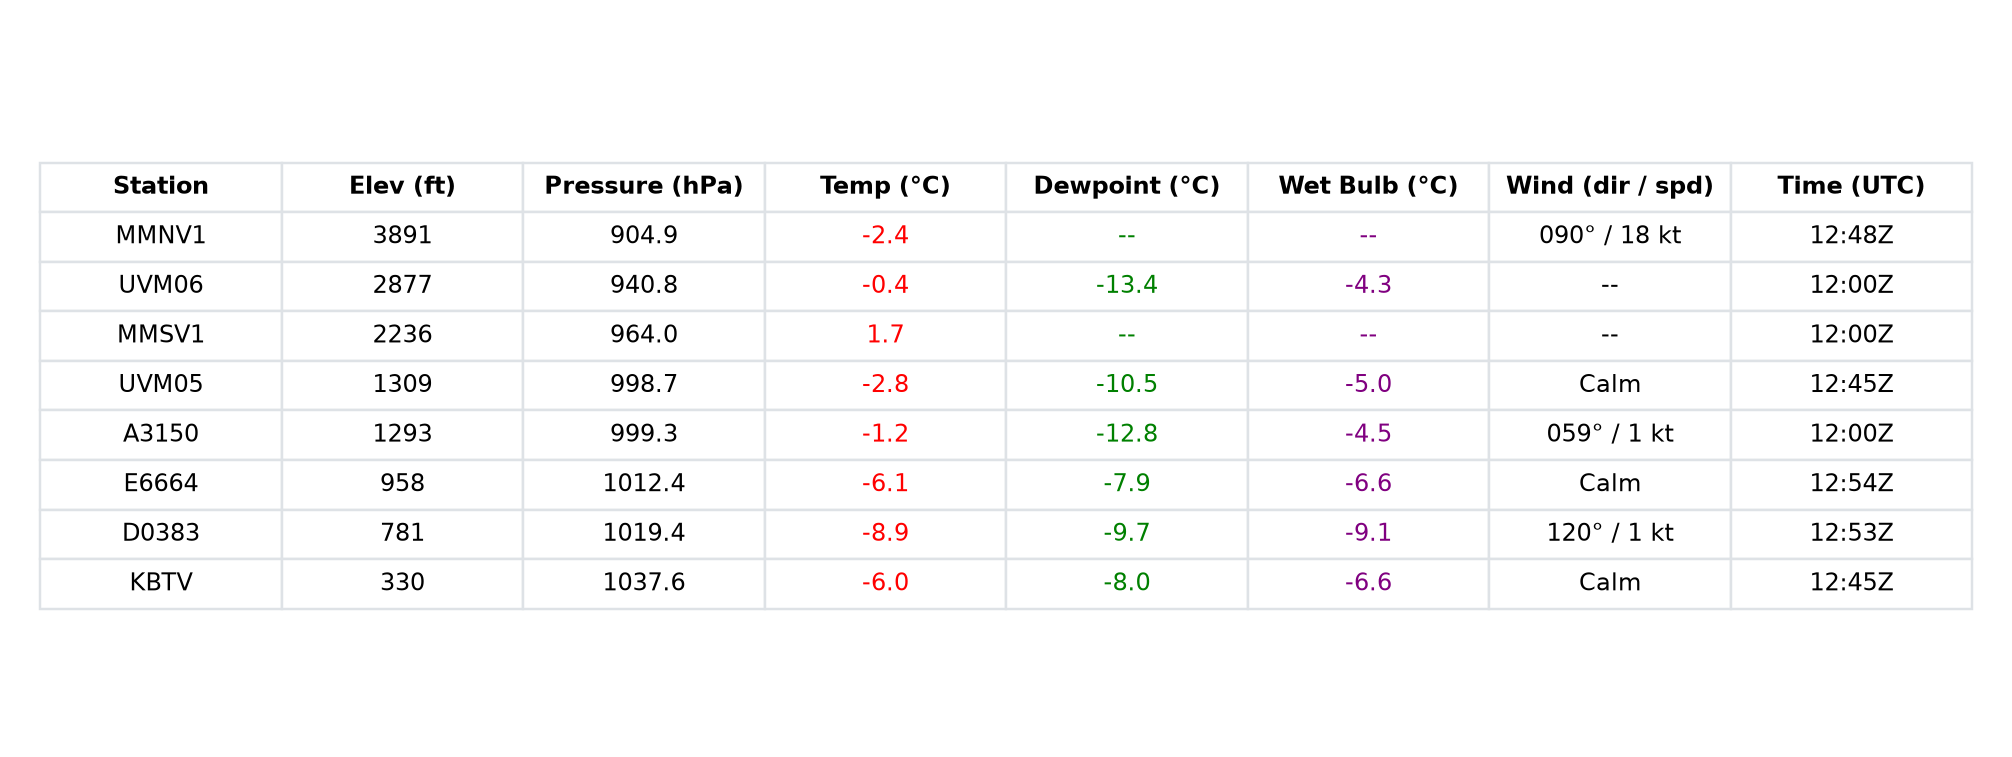 Station Elev (ft) Pressure (hPa) Temp (°C) Dewpoint (°C) Wet Bulb (°C) Wind (dir / spd) Time (UTC)
MMNV1 3891 904.9 -2.4 -- -- 090° / 18 kt 12:48Z
UVM06 2877 940.8 -0.4 -13.4 -4.3 -- 12:00Z
MMSV1 2236 964.0 1.7 -- -- -- 12:00Z
UVM05 1309 998.7 -2.8 -10.5 -5.0 Calm 12:45Z
A3150 1293 999.3 -1.2 -12.8 -4.5 059° / 1 kt 12:00Z
E6664 958 1012.4 -6.1 -7.9 -6.6 Calm 12:54Z
D0383 781 1019.4 -8.9 -9.7 -9.1 120° / 1 kt 12:53Z
KBTV 330 1037.6 -6.0 -8.0 -6.6 Calm 12:45Z